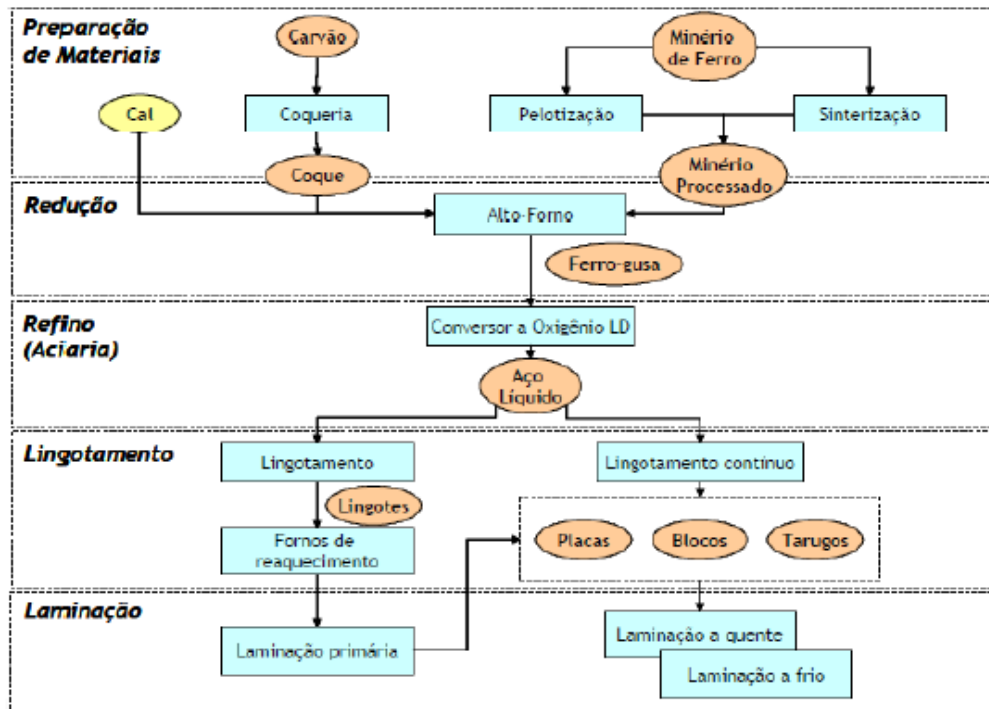 Preparação
de Materiais
Carvão
Minério
de Ferro
Cal
Coqueria
Pelotização
Sinterização
Coque
Minério
Processado
Redução
Alto-Forno
Ferro-gusa
Refino
(Aciaria)
Conversor a Oxigênio LD
Aço
Líquido
Lingotamento
Lingotamento
Lingotamento contínuo
Lingotes
Fornos de
reaquecimento
Placas
Blocos
Tarugos
Laminação
Laminação primária
Laminação a quente
Laminação a frio